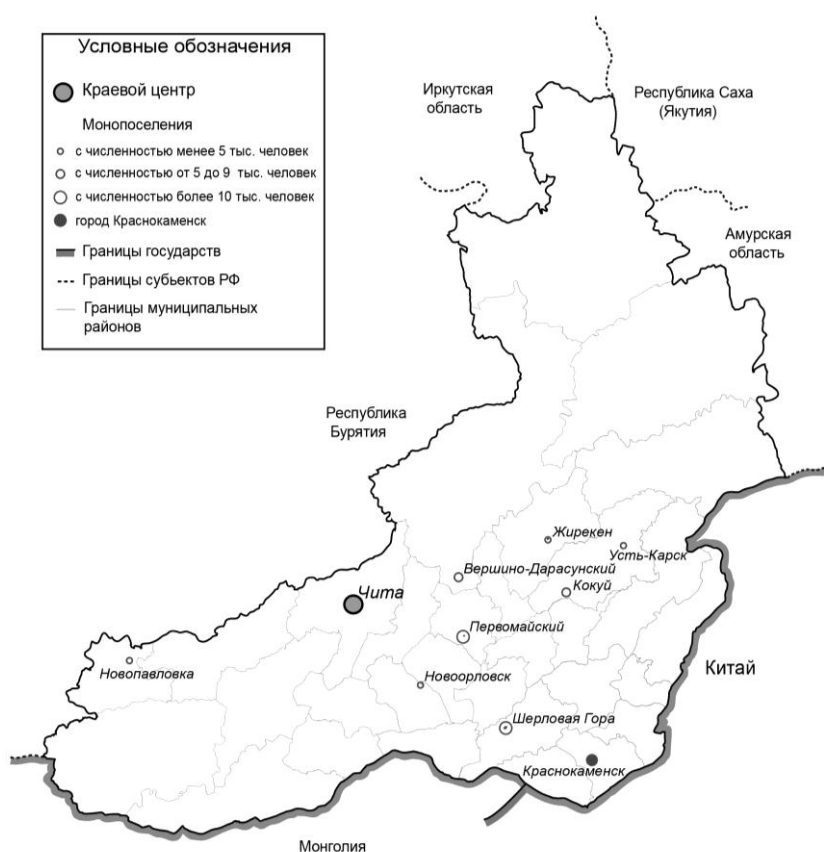 Условные обозначения
Краевой центр
Монопоселения
с численностью менее 5 тыс. человек
с численностью от 5 до 9 тыс. человек
с численностью более 10 тыс. человек
город Краснокаменск
Границы государств
Границы субъектов РФ
Границы муниципальных
районов
Иркутская
область
Республика Саха
(Якутия)
Амурская
область
Республика
Бурятия
Жирекен
Усть-Карск
Вершино-Дарасунский
Кокуй
Чита
Первомайский
Новопавловка
Новоорловск
Китай
Шерловая Гора
Краснокаменск
Монголия